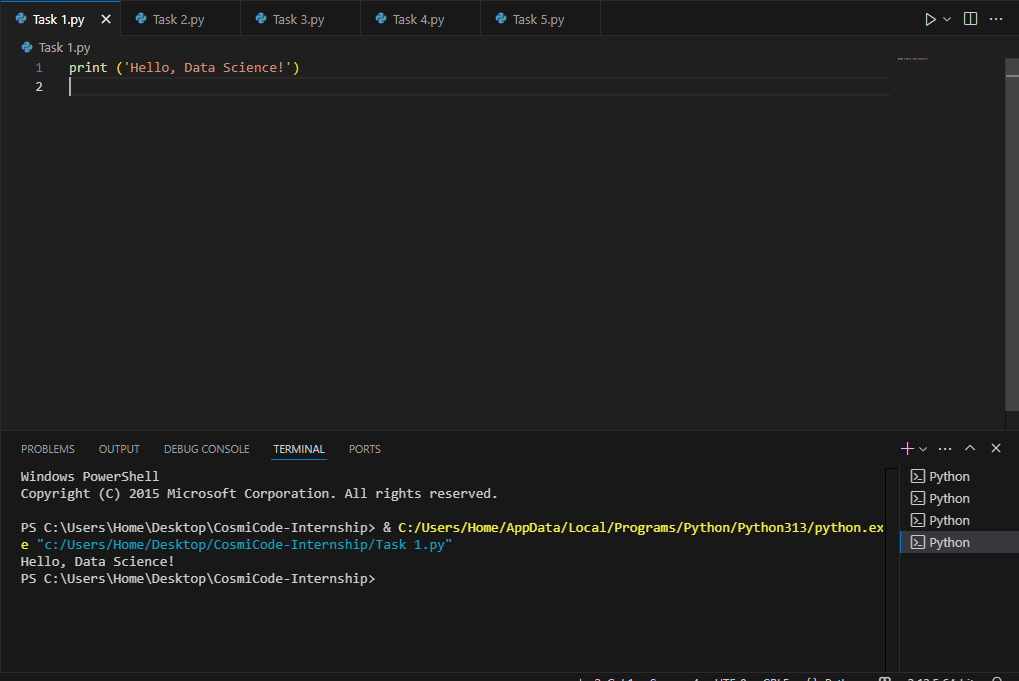 Task 1.py Task 2.py Task 3.py Task 4.py Task 5.py
Task 1.py
1 print ('Hello, Data Science!')
2
PROBLEMS OUTPUT DEBUG CONSOLE TERMINAL PORTS
Windows PowerShell
Copyright (C) 2015 Microsoft Corporation. All rights reserved.
PS C:\Users\Home\Desktop\CosmiCode-Internship> & C:/Users/Home/AppData/Local/Programs/Python/Python313/python.ex
e "c:/Users/Home/Desktop/CosmiCode-Internship/Task 1.py"
Hello, Data Science!
PS C:\Users\Home\Desktop\CosmiCode-Internship>
Python
Python
Python
Python